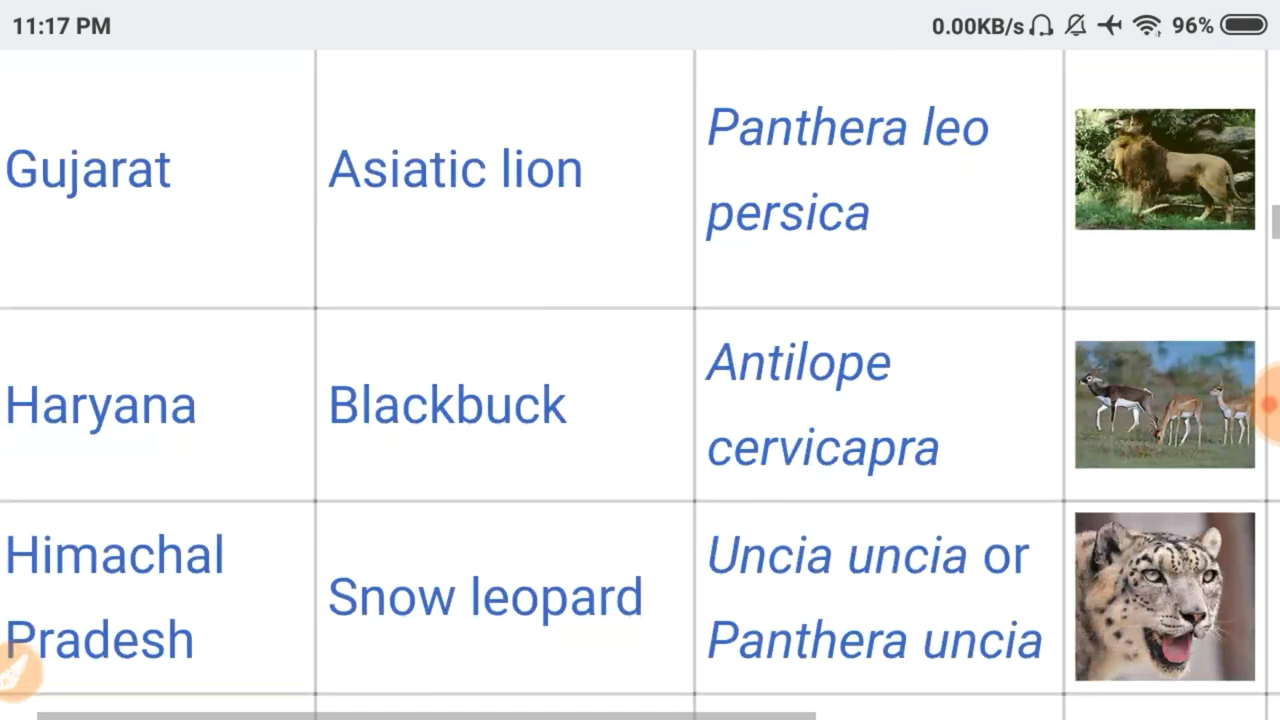 11:17 PM 0.00KB/s 96%
Gujarat Asiatic lion Panthera leo
persica
Haryana Blackbuck Antilope
cervicapra
Himachal
Pradesh Snow leopard Uncia uncia or
Panthera uncia